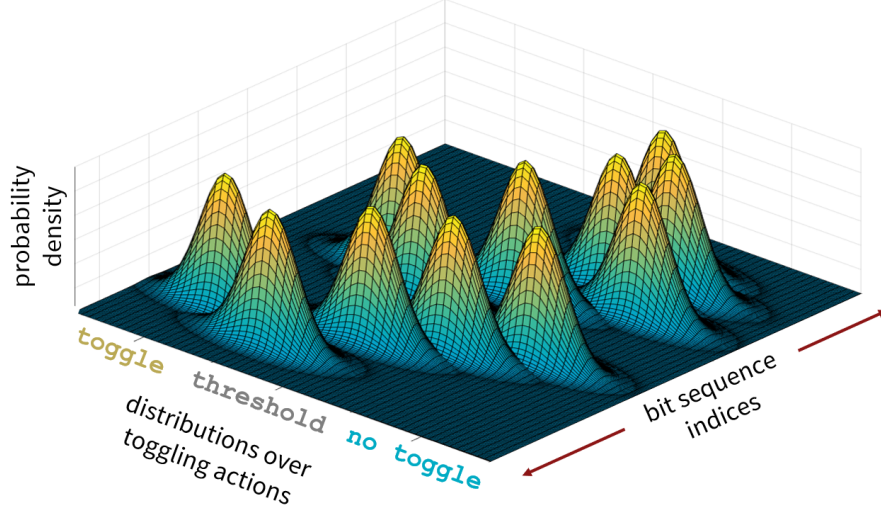 probability
density
toggle
threshold
no toggle
distributions over
toggling actions
bit sequence
indices